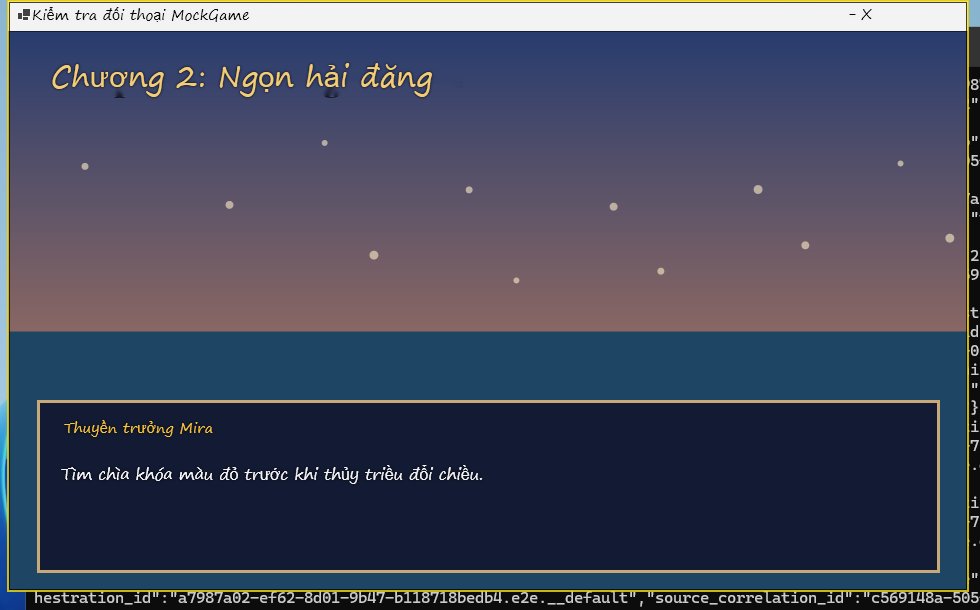 Kiểm tra đối thoại MockGame
- X
Chương 2: Ngọn hải đăng
Thuyền trưởng Mira
Tìm chìa khóa màu đỏ trước khi thủy triều đổi chiều.
hestration_id":"a7987a02-ef62-8d01-9b47-b118718bedb4.e2e.__default","source_correlation_id":"c569148a-505